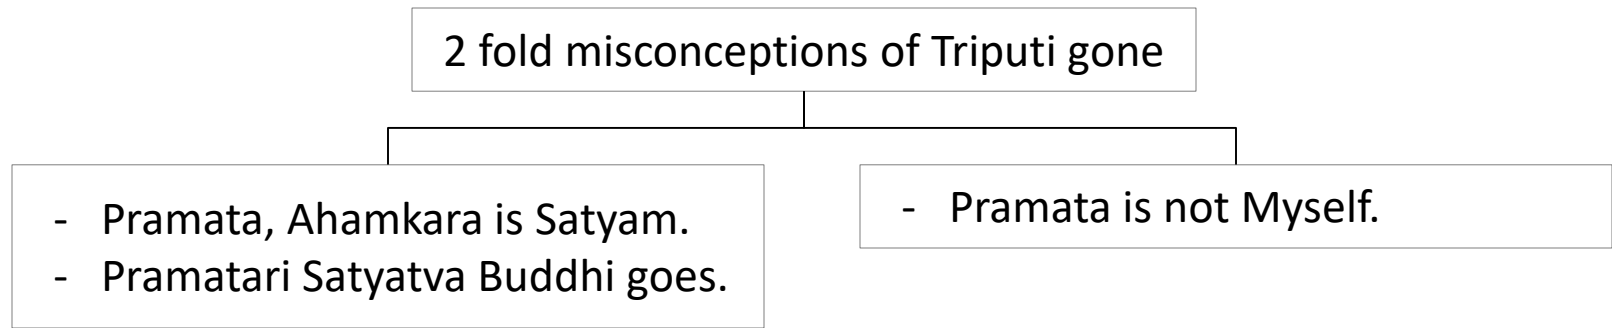 2 fold misconceptions of Triputi gone
- Pramata, Ahamkara is Satyam.
- Pramatari Satyatva Buddhi goes.
- Pramata is not Myself.